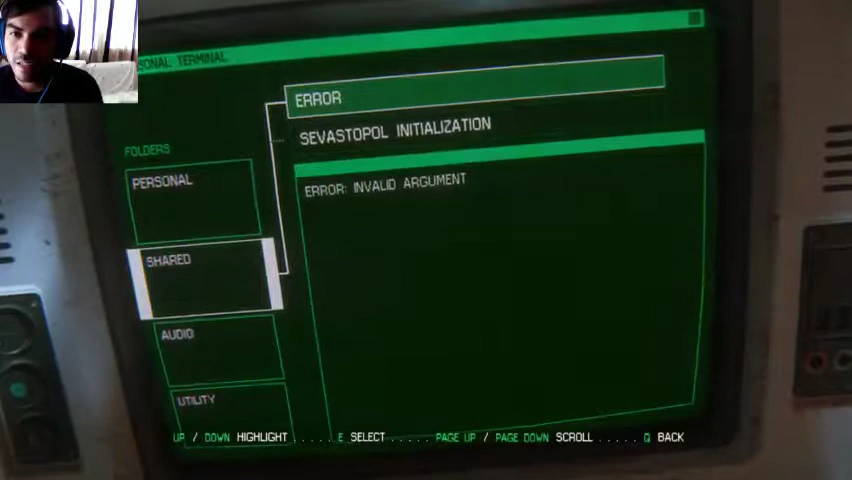 SONAL TERMINAL
ERROR
SEVASTOPOL INITIALIZATION
FOLDERS
PERSONAL
ERROR: INVALID ARGUMENT
SHARED
AUDIO
UTILITY
UP / DOWN HIGHLIGHT ..... E SELECT ..... PAGE UP / PAGE DOWN SCROLL ..... Q BACK